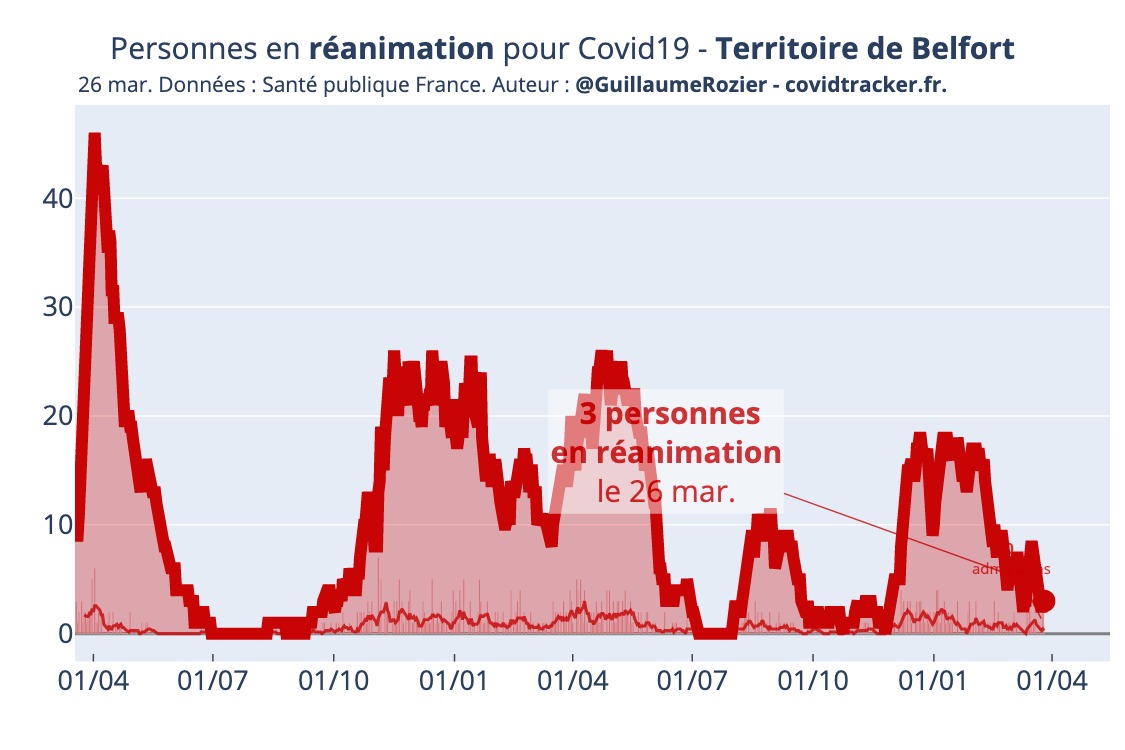 Personnes en réanimation pour Covid19 - Territoire de Belfort
26 mar. Données : Santé publique France. Auteur : @GuillaumeRozier - covidtracker.fr.
40
30
20
10
0
3 personnes
en réanimation
le 26 mar.
01/04 01/07 01/10 01/01 01/04 01/07 01/10 01/01 01/04